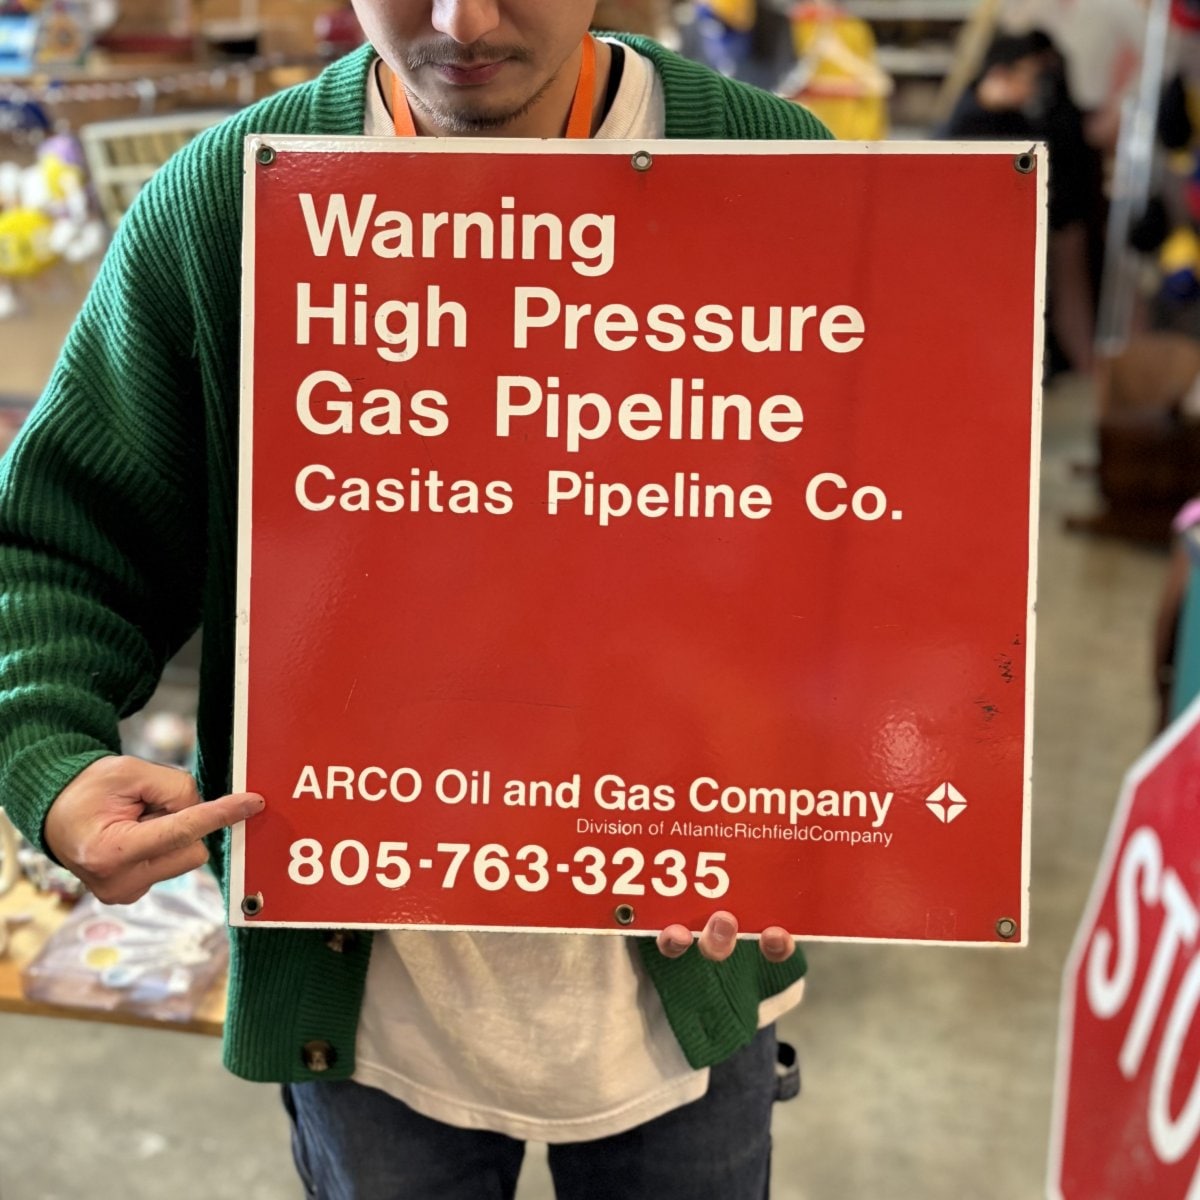 Warning
High Pressure
Gas Pipeline
Casitas Pipeline Co.
ARCO Oil and Gas Company
Division of AtlanticRichfieldCompany
805-763-3235
STO